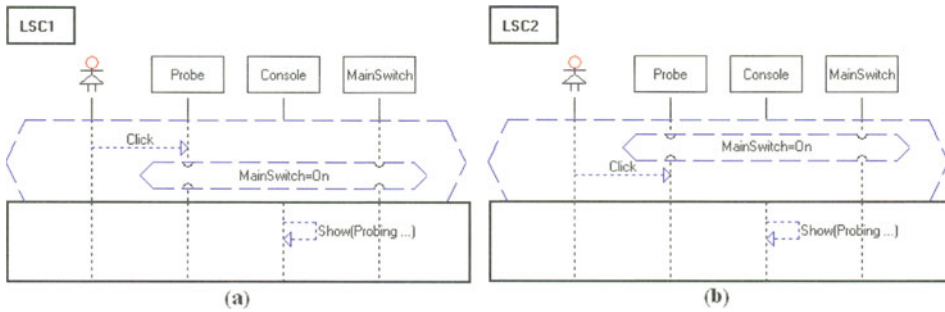 LSC1
Probe
Console
MainSwitch
Click
MainSwitch=On
Show(Probing ...)
(a)
LSC2
Probe
Console
MainSwitch
MainSwitch=On
Click
Show(Probing ...)
(b)